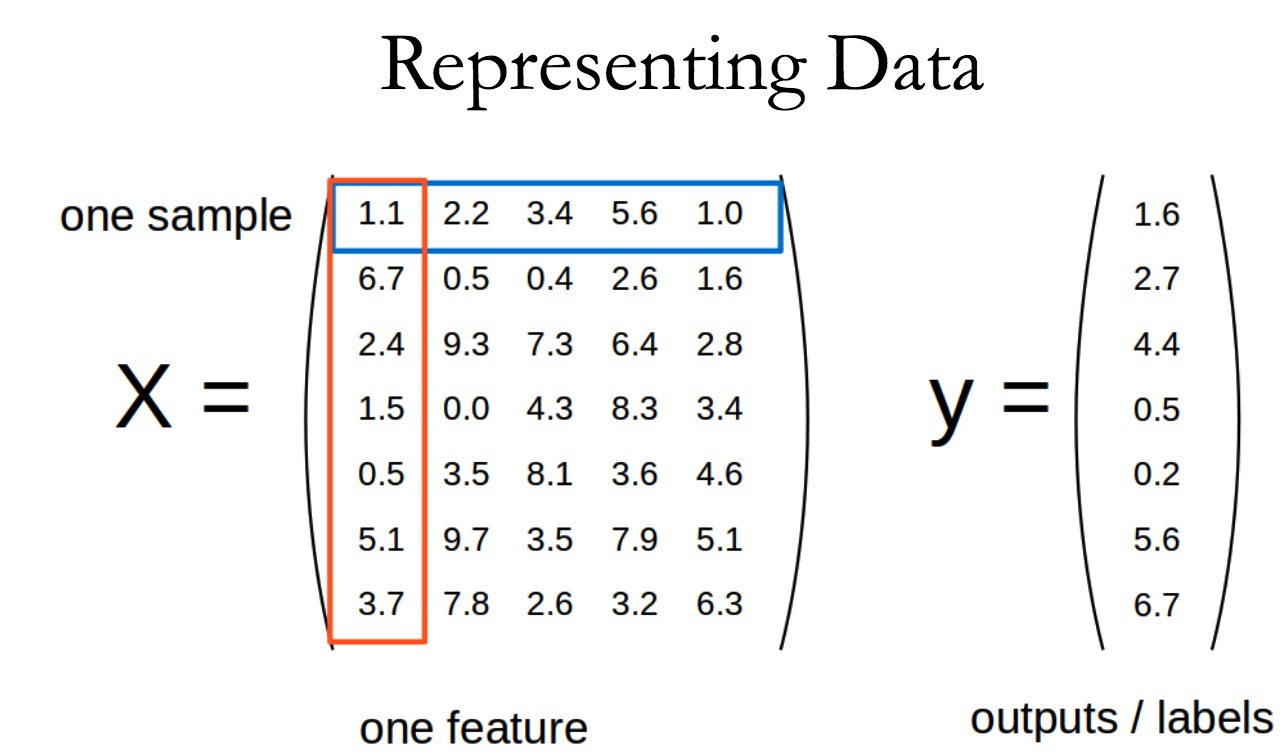 Representing Data
one sample
1.1 2.2 3.4 5.6 1.0
6.7 0.5 0.4 2.6 1.6
2.4 9.3 7.3 6.4 2.8
1.5 0.0 4.3 8.3 3.4
0.5 3.5 8.1 3.6 4.6
5.1 9.7 3.5 7.9 5.1
3.7 7.8 2.6 3.2 6.3
X =
one feature
y =
1.6
2.7
4.4
0.5
0.2
5.6
6.7
outputs / labels